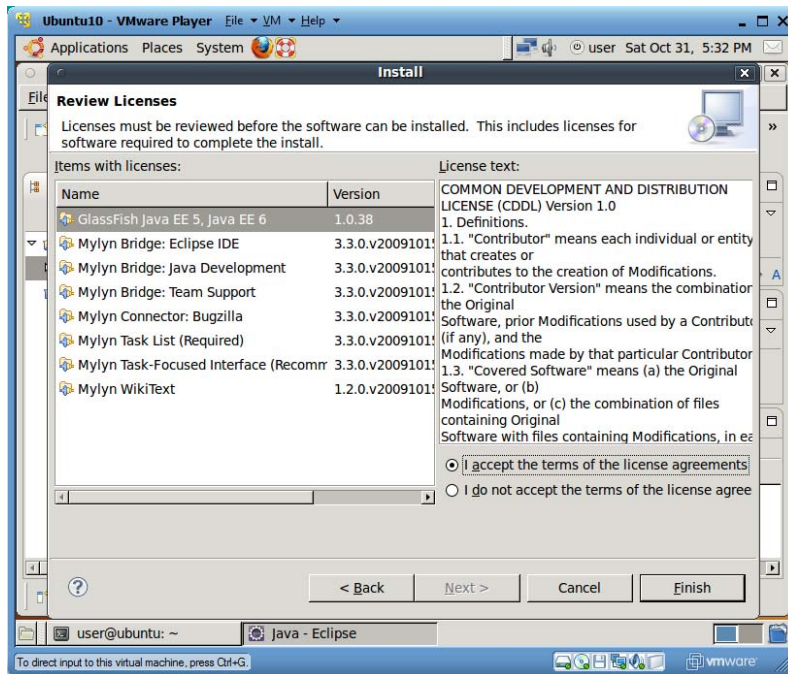 Ubuntu10 - VMware Player File VM Help
Applications Places System user Sat Oct 31, 5:32 PM
Install
File
Review Licenses
Licenses must be reviewed before the software can be installed. This includes licenses for
software required to complete the install.
Items with licenses:
Name Version
GlassFish Java EE 5, Java EE 6 1.0.38
Mylyn Bridge: Eclipse IDE 3.3.0.v2009101
Mylyn Bridge: Java Development 3.3.0.v2009101
Mylyn Bridge: Team Support 3.3.0.v2009101
Mylyn Connector: Bugzilla 3.3.0.v2009101
Mylyn Task List (Required) 3.3.0.v2009101
Mylyn Task-Focused Interface (Recomm 3.3.0.v2009101
Mylyn WikiText 1.2.0.v2009101
License text:
COMMON DEVELOPMENT AND DISTRIBUTION
LICENSE (CDDL) Version 1.0
1. Definitions.
1.1. "Contributor" means each individual or entity
that creates or
contributes to the creation of Modifications.
1.2. "Contributor Version" means the combination
the Original
Software, prior Modifications used by a Contributo
(if any), and the
Modifications made by that particular Contributor
1.3. "Covered Software" means (a) the Original
Software, or (b)
Modifications, or (c) the combination of files
containing Original
Software with files containing Modifications, in ea
I accept the terms of the license agreements
I do not accept the terms of the license agree
< Back Next > Cancel Finish
user@ubuntu: ~ Java - Eclipse
To direct input to this virtual machine, press Ctrl+G.
vmware